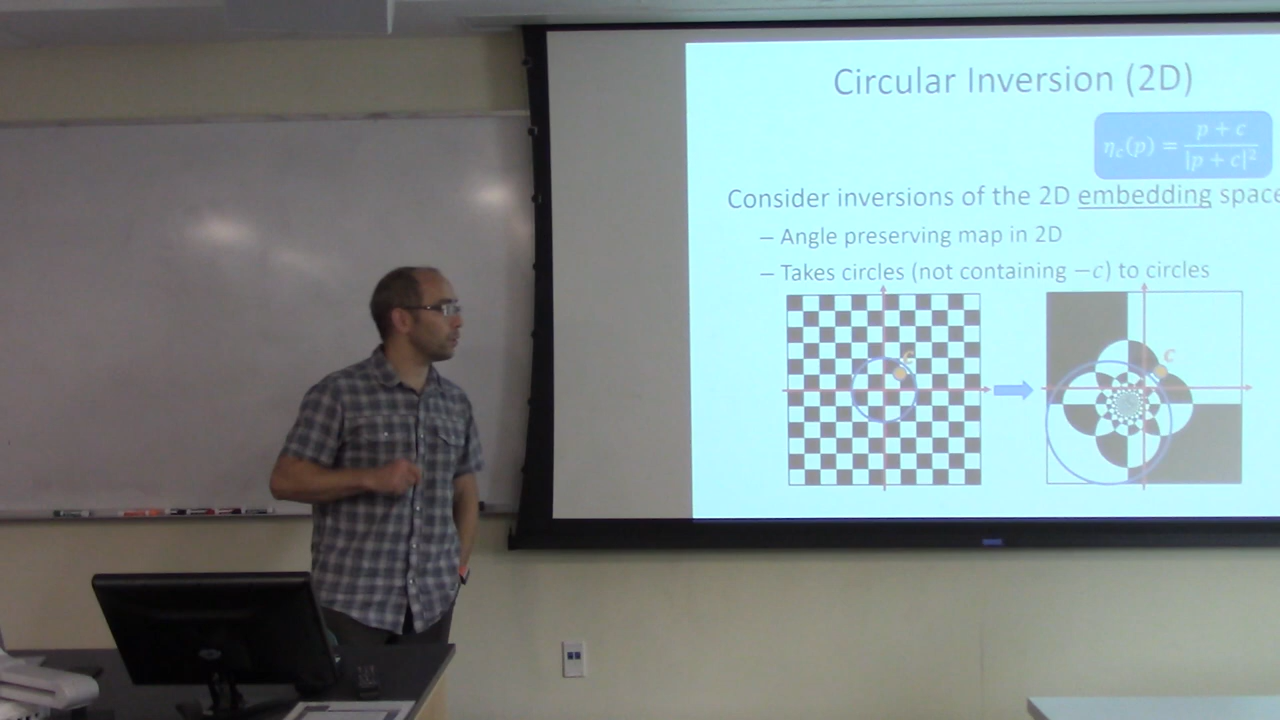 Circular Inversion (2D)
η_c(p) = (p + c) / |p + c|²
Consider inversions of the 2D embedding space
– Angle preserving map in 2D
– Takes circles (not containing −c) to circles
c
c